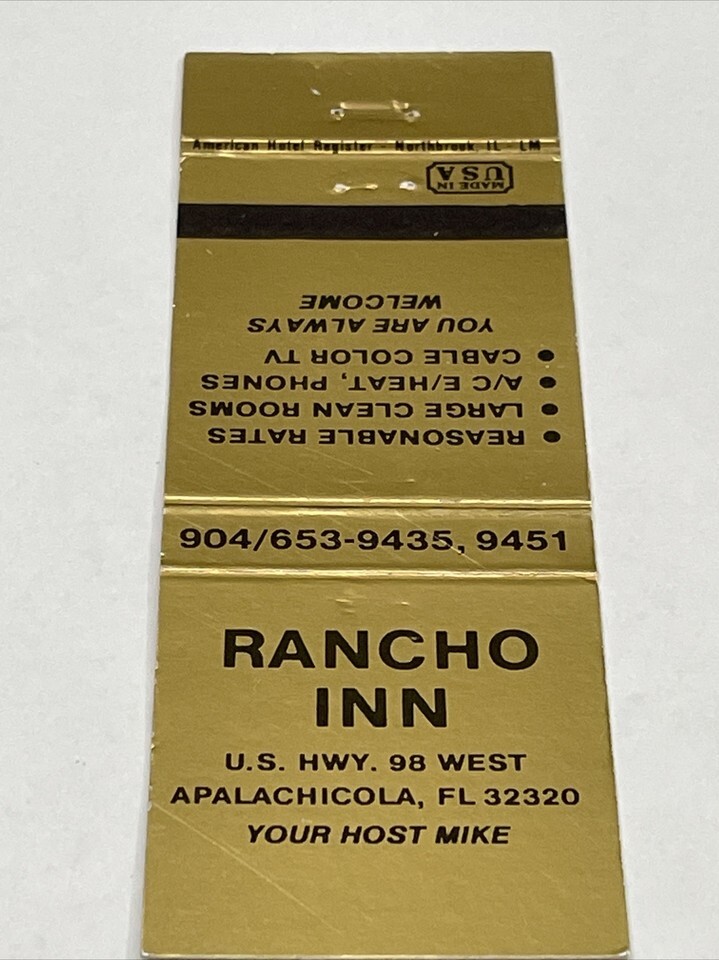 American Hotel Register - Northbrook, IL - LM
MADE IN
USA
• REASONABLE RATES
• LARGE CLEAN ROOMS
• A/C E/HEAT, PHONES
• CABLE COLOR TV
YOU ARE ALWAYS
WELCOME
904/653-9435, 9451
RANCHO
INN
U.S. HWY. 98 WEST
APALACHICOLA, FL 32320
YOUR HOST MIKE